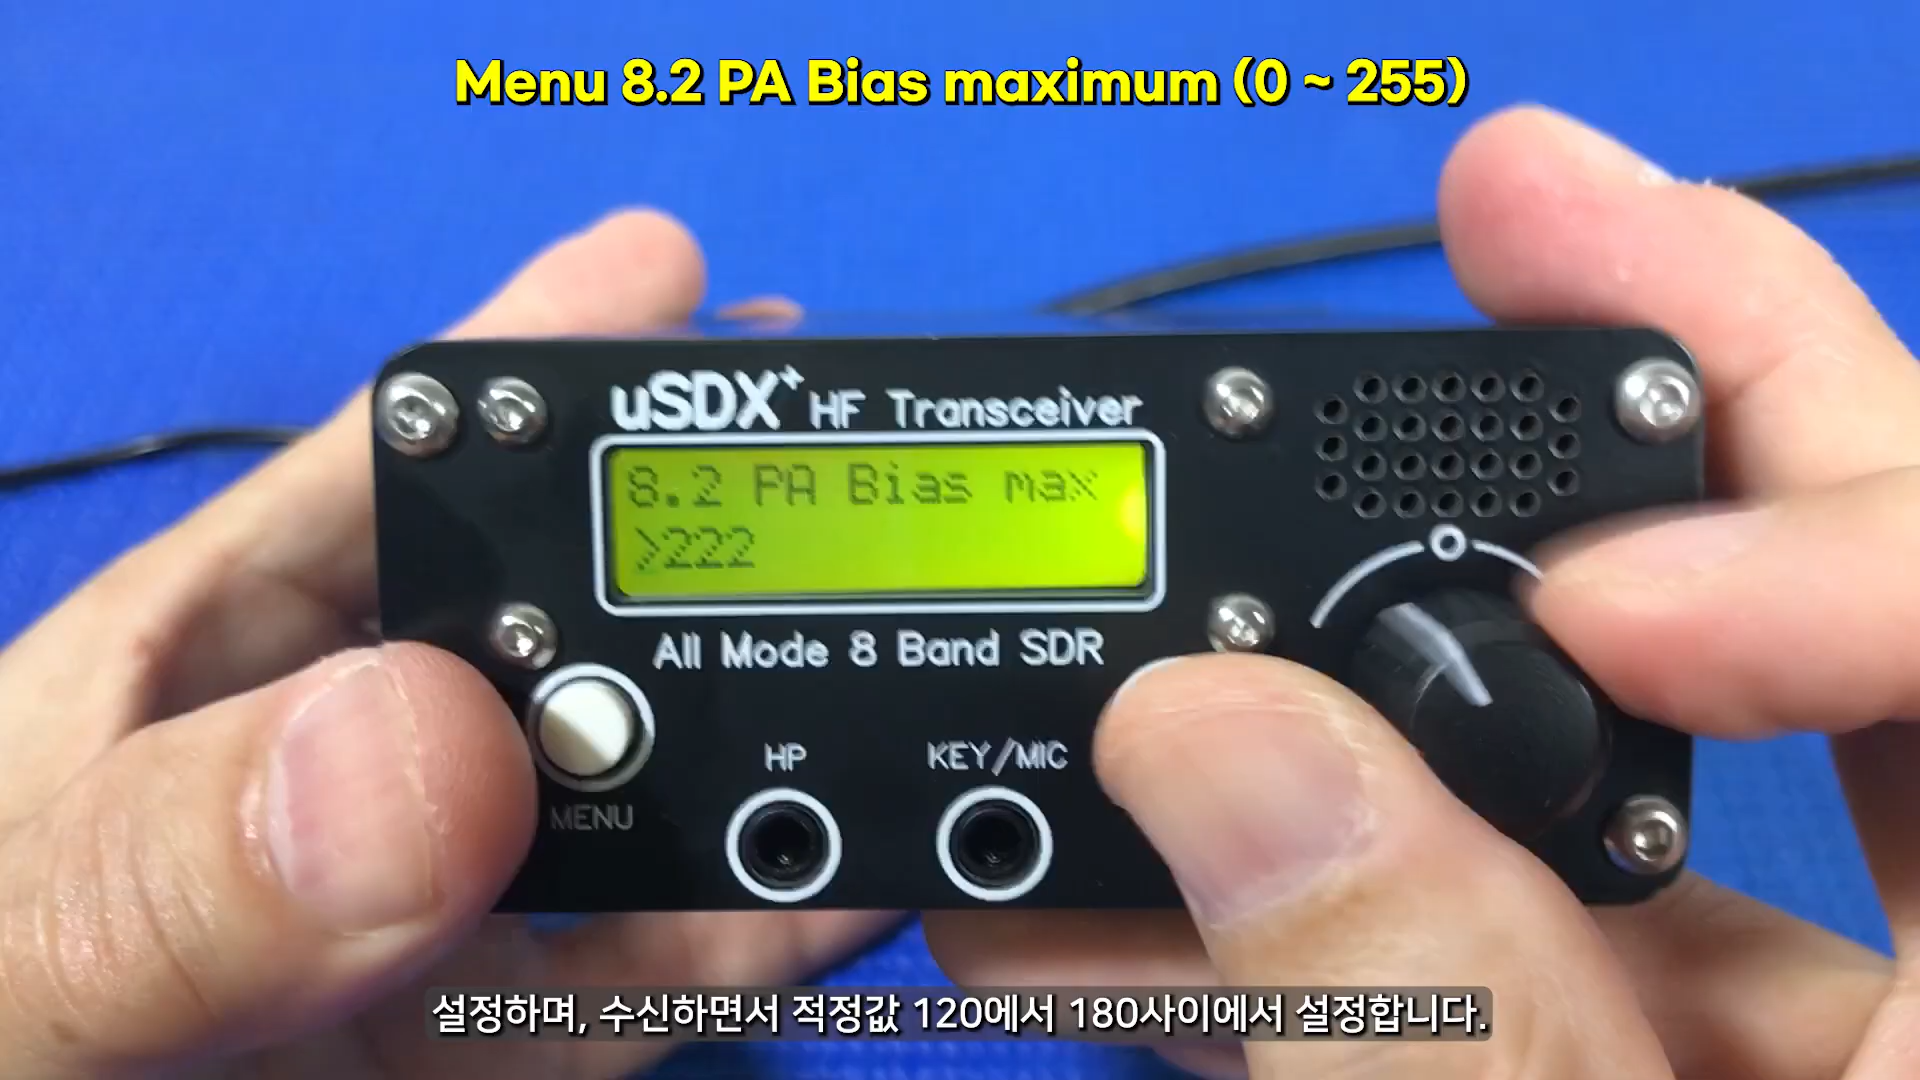 Menu 8.2 PA Bias maximum (0 ~ 255)
uSDX+ HF Transceiver
8.2 PA Bias max
>222
All Mode 8 Band SDR
HP
KEY/MIC
MENU
설정하며, 수신하면서 적정값 120에서 180사이에서 설정합니다.